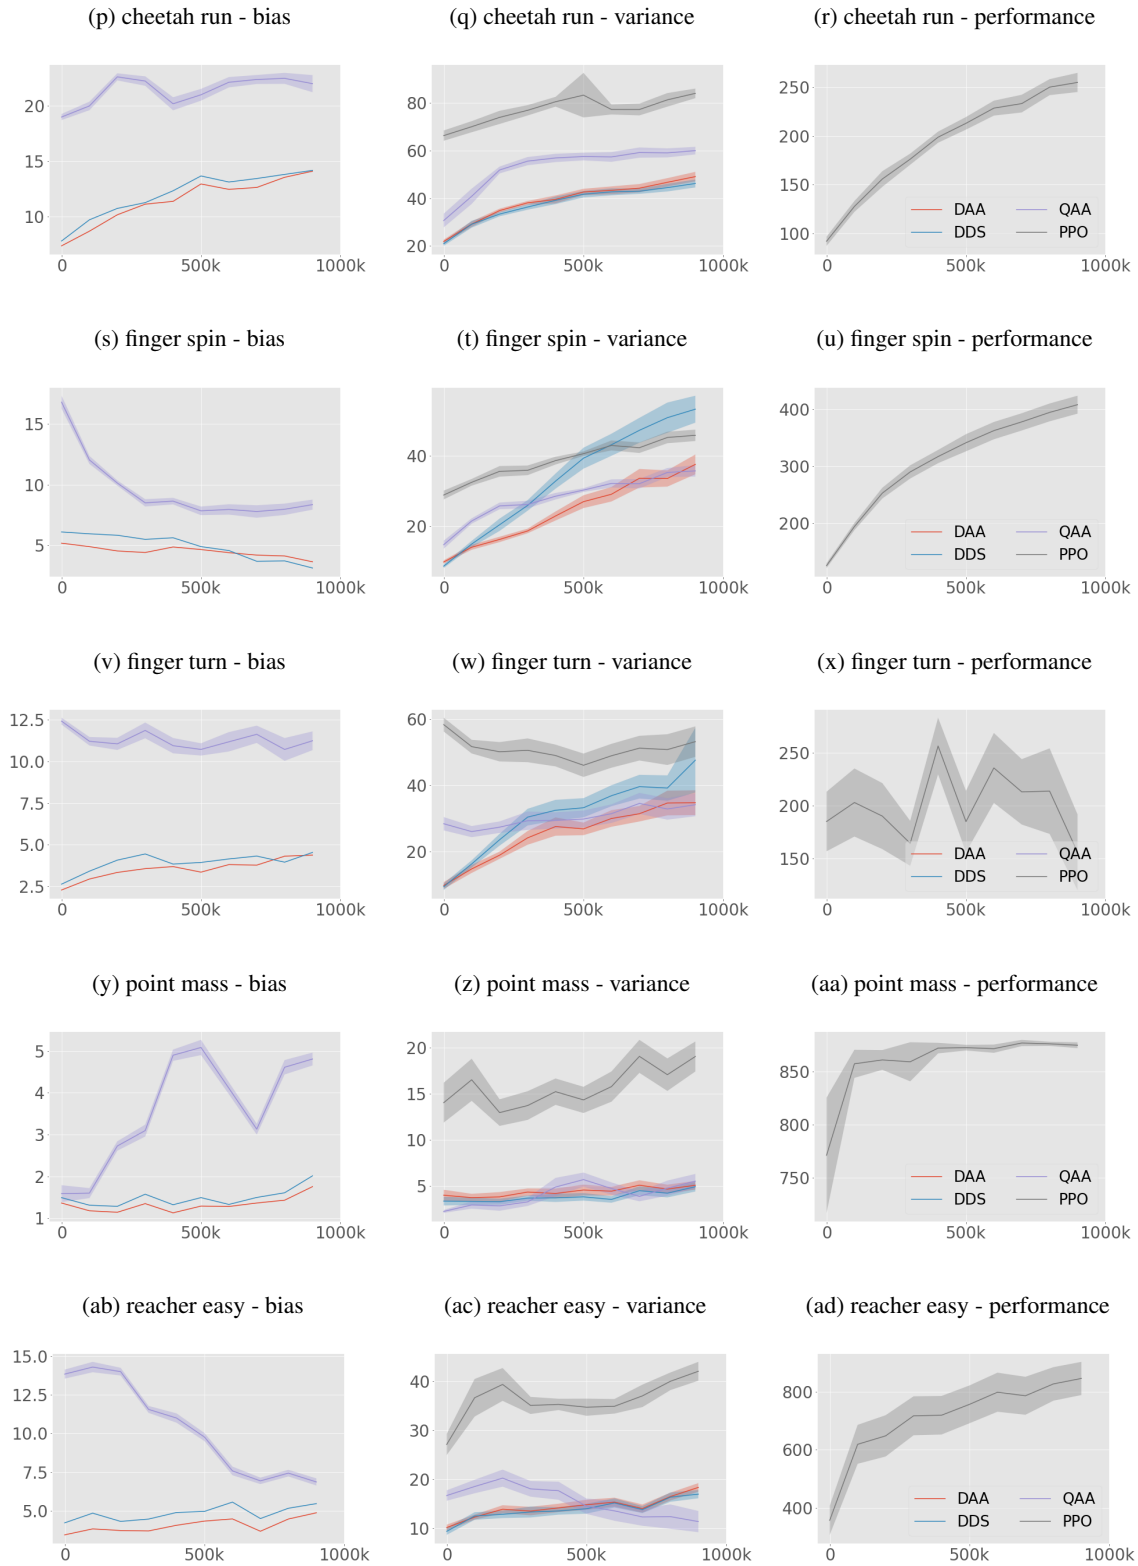 (p) cheetah run - bias
(q) cheetah run - variance
(r) cheetah run - performance
20
15
10
0
500k
1000k
80
60
40
20
0
500k
1000k
250
200
150
100
DAA
DDS
QAA
PPO
0
500k
1000k
(s) finger spin - bias
(t) finger spin - variance
(u) finger spin - performance
15
10
5
0
500k
1000k
40
20
0
500k
1000k
400
300
200
DAA
DDS
QAA
PPO
0
500k
1000k
(v) finger turn - bias
(w) finger turn - variance
(x) finger turn - performance
12.5
10.0
7.5
5.0
2.5
0
500k
1000k
60
40
20
0
500k
1000k
250
200
150
DAA
DDS
QAA
PPO
0
500k
1000k
(y) point mass - bias
(z) point mass - variance
(aa) point mass - performance
5
4
3
2
1
0
500k
1000k
20
15
10
5
0
500k
1000k
850
800
750
DAA
DDS
QAA
PPO
0
500k
1000k
(ab) reacher easy - bias
(ac) reacher easy - variance
(ad) reacher easy - performance
15.0
12.5
10.0
7.5
5.0
0
500k
1000k
40
30
20
10
0
500k
1000k
800
600
400
DAA
DDS
QAA
PPO
0
500k
1000k